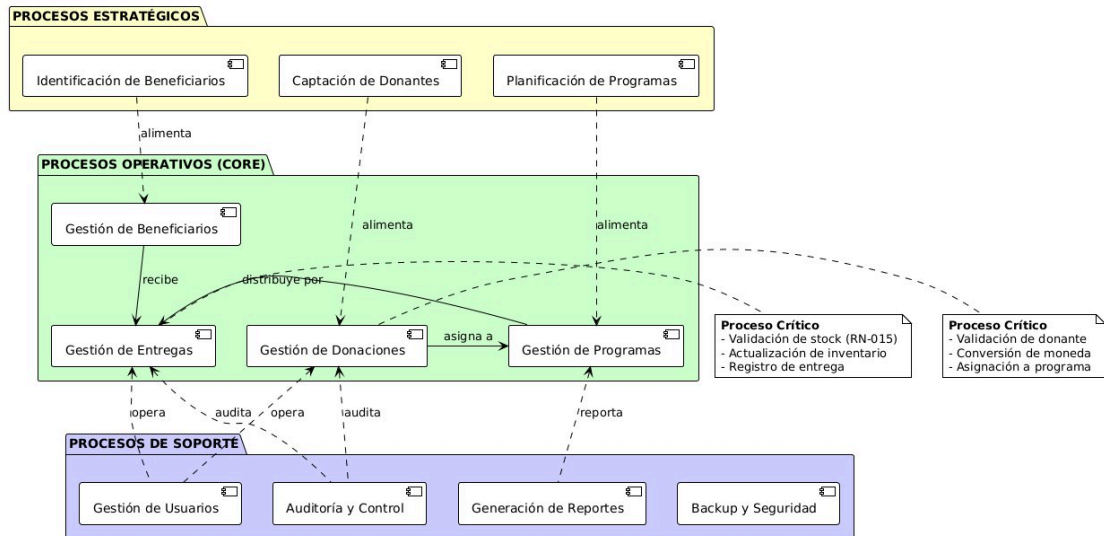 PROCESOS ESTRATÉGICOS
Identificación de Beneficiarios
Captación de Donantes
Planificación de Programas
alimenta
PROCESOS OPERATIVOS (CORE)
Gestión de Beneficiarios
alimenta
alimenta
recibe
distribuye por
Gestión de Entregas
Gestión de Donaciones
asigna a
Gestión de Programas
Proceso Crítico
- Validación de stock (RN-015)
- Actualización de inventario
- Registro de entrega
Proceso Crítico
- Validación de donante
- Conversión de moneda
- Asignación a programa
opera
audita
opera
audita
reporta
PROCESOS DE SOPORTE
Gestión de Usuarios
Auditoría y Control
Generación de Reportes
Backup y Seguridad